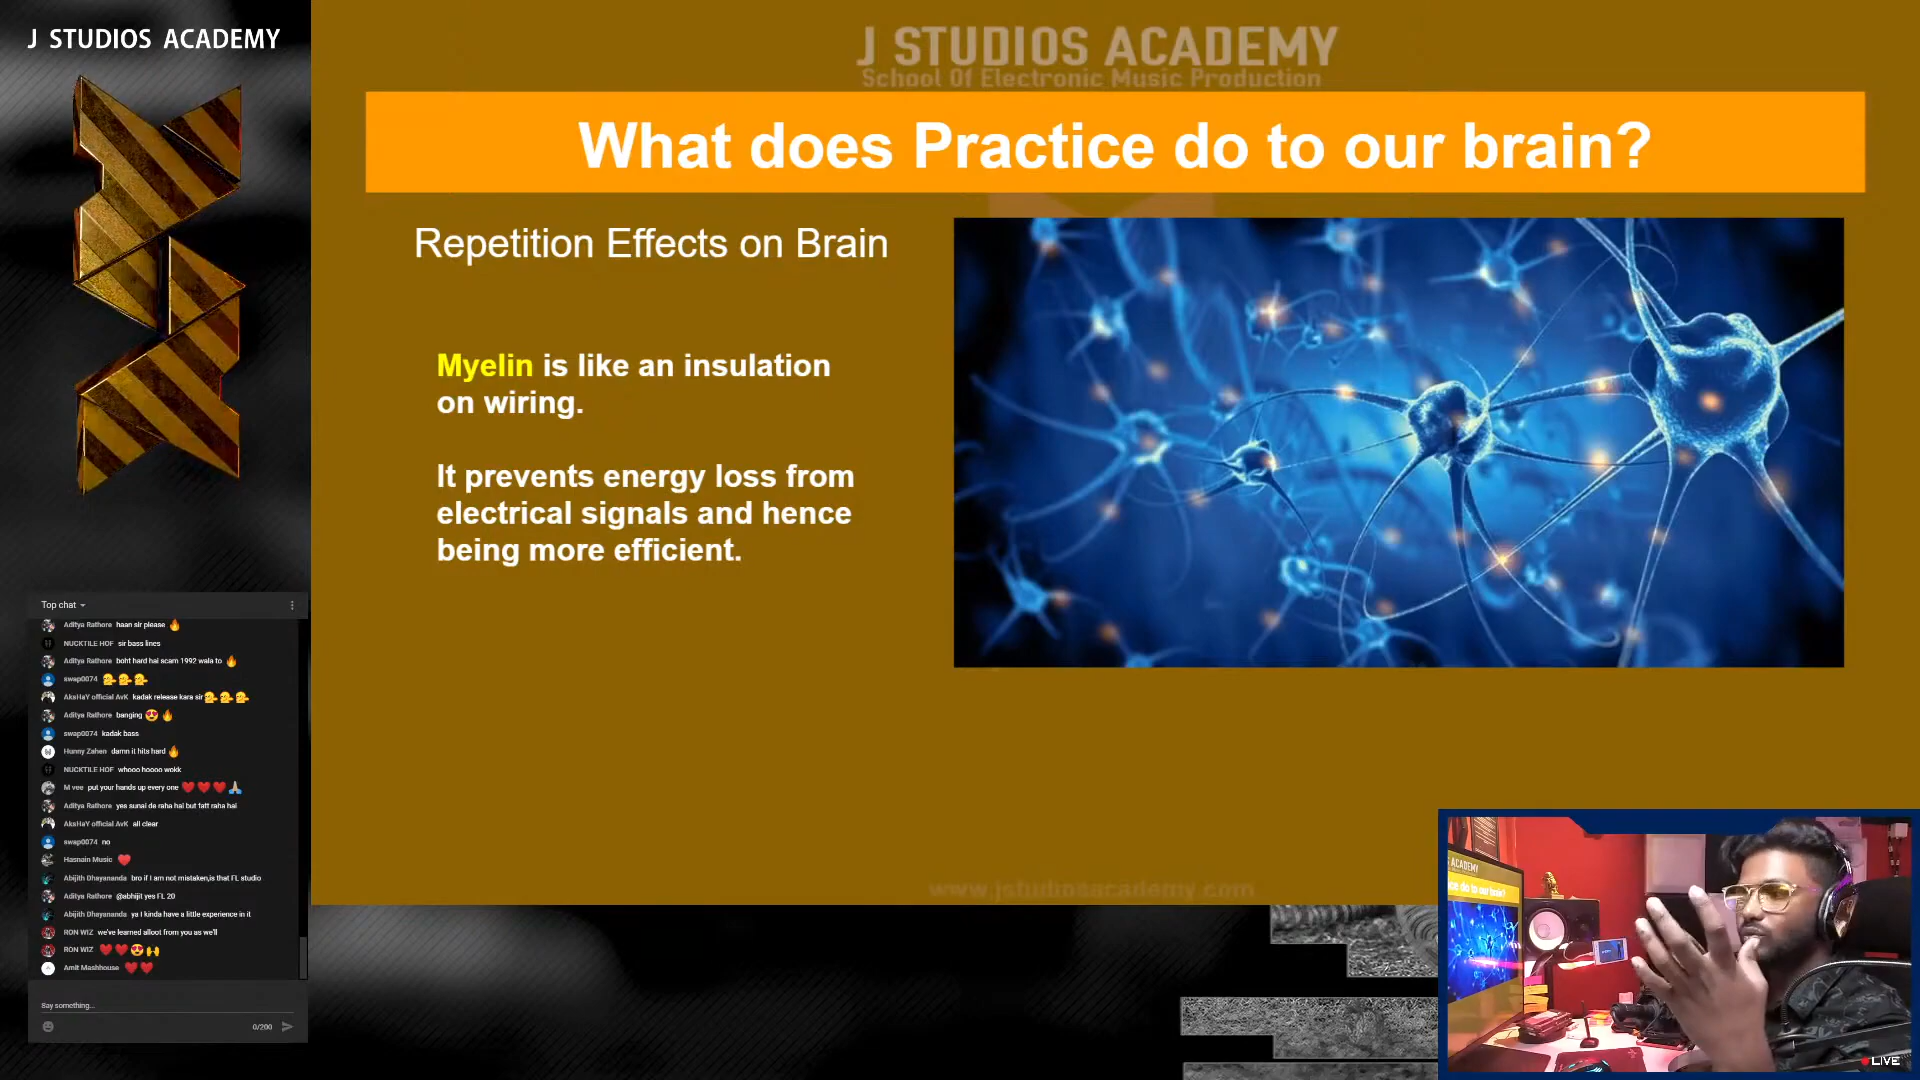 J STUDIOS ACADEMY
J STUDIOS ACADEMY
School Of Electronic Music Production
What does Practice do to our brain?
Repetition Effects on Brain
Myelin is like an insulation
on wiring.
It prevents energy loss from
electrical signals and hence
being more efficient.
Top chat
Aditya Rathore haan sir please 🔥
NUCKTILE HOF sir bass lines
Aditya Rathore boht hard hai scam 1992 wala to 🔥
swap0074
AksHaY official AvK kadak release kara sir
Aditya Rathore banging 😍 🔥
swap0074 kadak bass
Hunny Zahen damn it hits hard 🔥
NUCKTILE HOF whooo hoooo wokk
M vee put your hands up every one ❤️ ❤️ ❤️ 🙏
Aditya Rathore yes sunai de raha hai but fatt raha hai
AksHaY official AvK all clear
swap0074 no
Hasnain Music ❤️
Abijith Dhayananda bro if I am not mistaken,is that FL studio
Aditya Rathore @abhijit yes FL 20
Abijith Dhayananda ya I kinda have a little experience in it
RON WIZ we've learned alloot from you as we'll
RON WIZ ❤️ ❤️ 😍 🙌
Amit Mashhouse ❤️ ❤️
Say something...
0/200
www.jstudiosacademy.com
ACADEMY
ice do to our brain?
LIVE